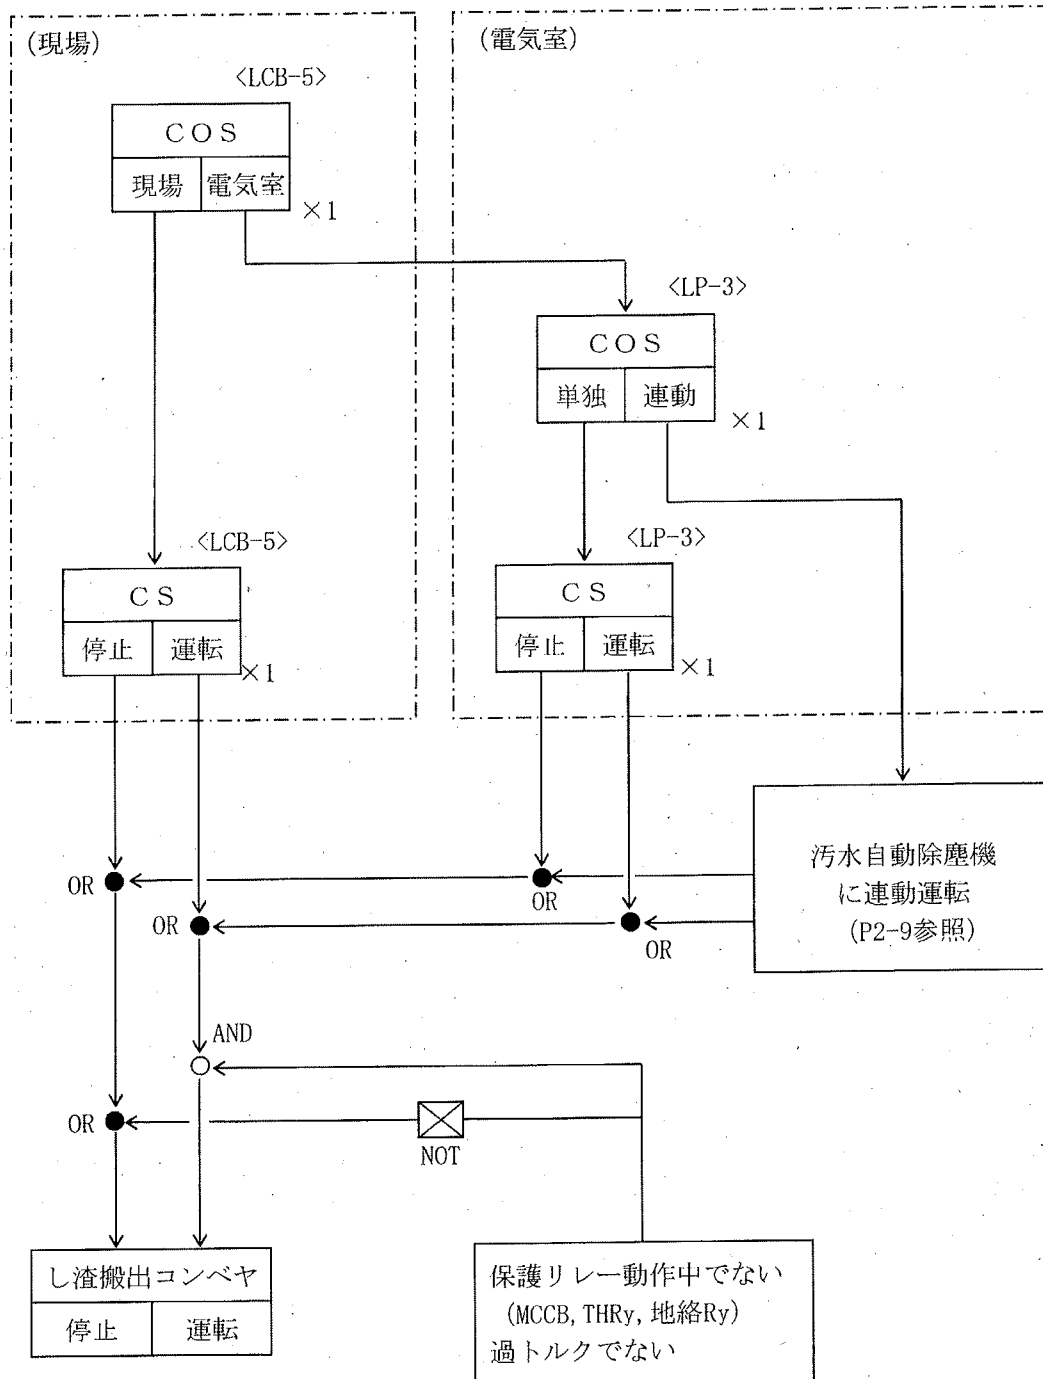 (現場)
(電気室)
<LCB-5>
COS
現場 電気室
×1
<LP-3>
COS
単独 連動
×1
<LCB-5>
CS
停止 運転
×1
<LP-3>
CS
停止 運転
×1
汚水自動除塵機
に連動運転
(P2-9参照)
OR
OR
OR
OR
AND
OR
NOT
し渣搬出コンベヤ
停止 運転
保護リレー動作中でない
(MCCB,THRy,地絡Ry)
過トルクでない